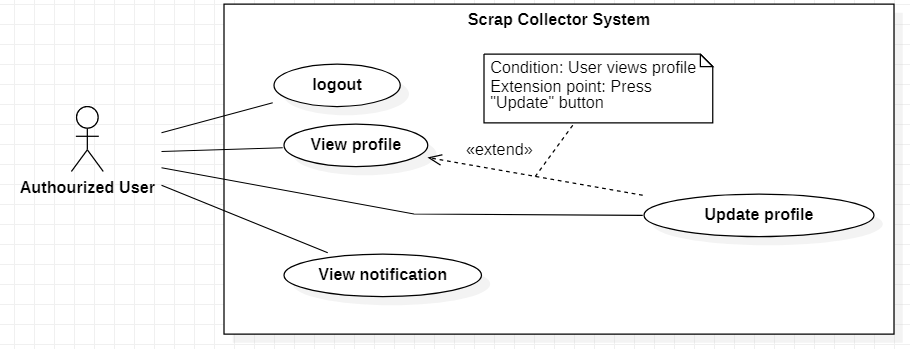 Scrap Collector System
Condition: User views profile
Extension point: Press
"Update" button
logout
View profile
«extend»
Authourized User
Update profile
View notification